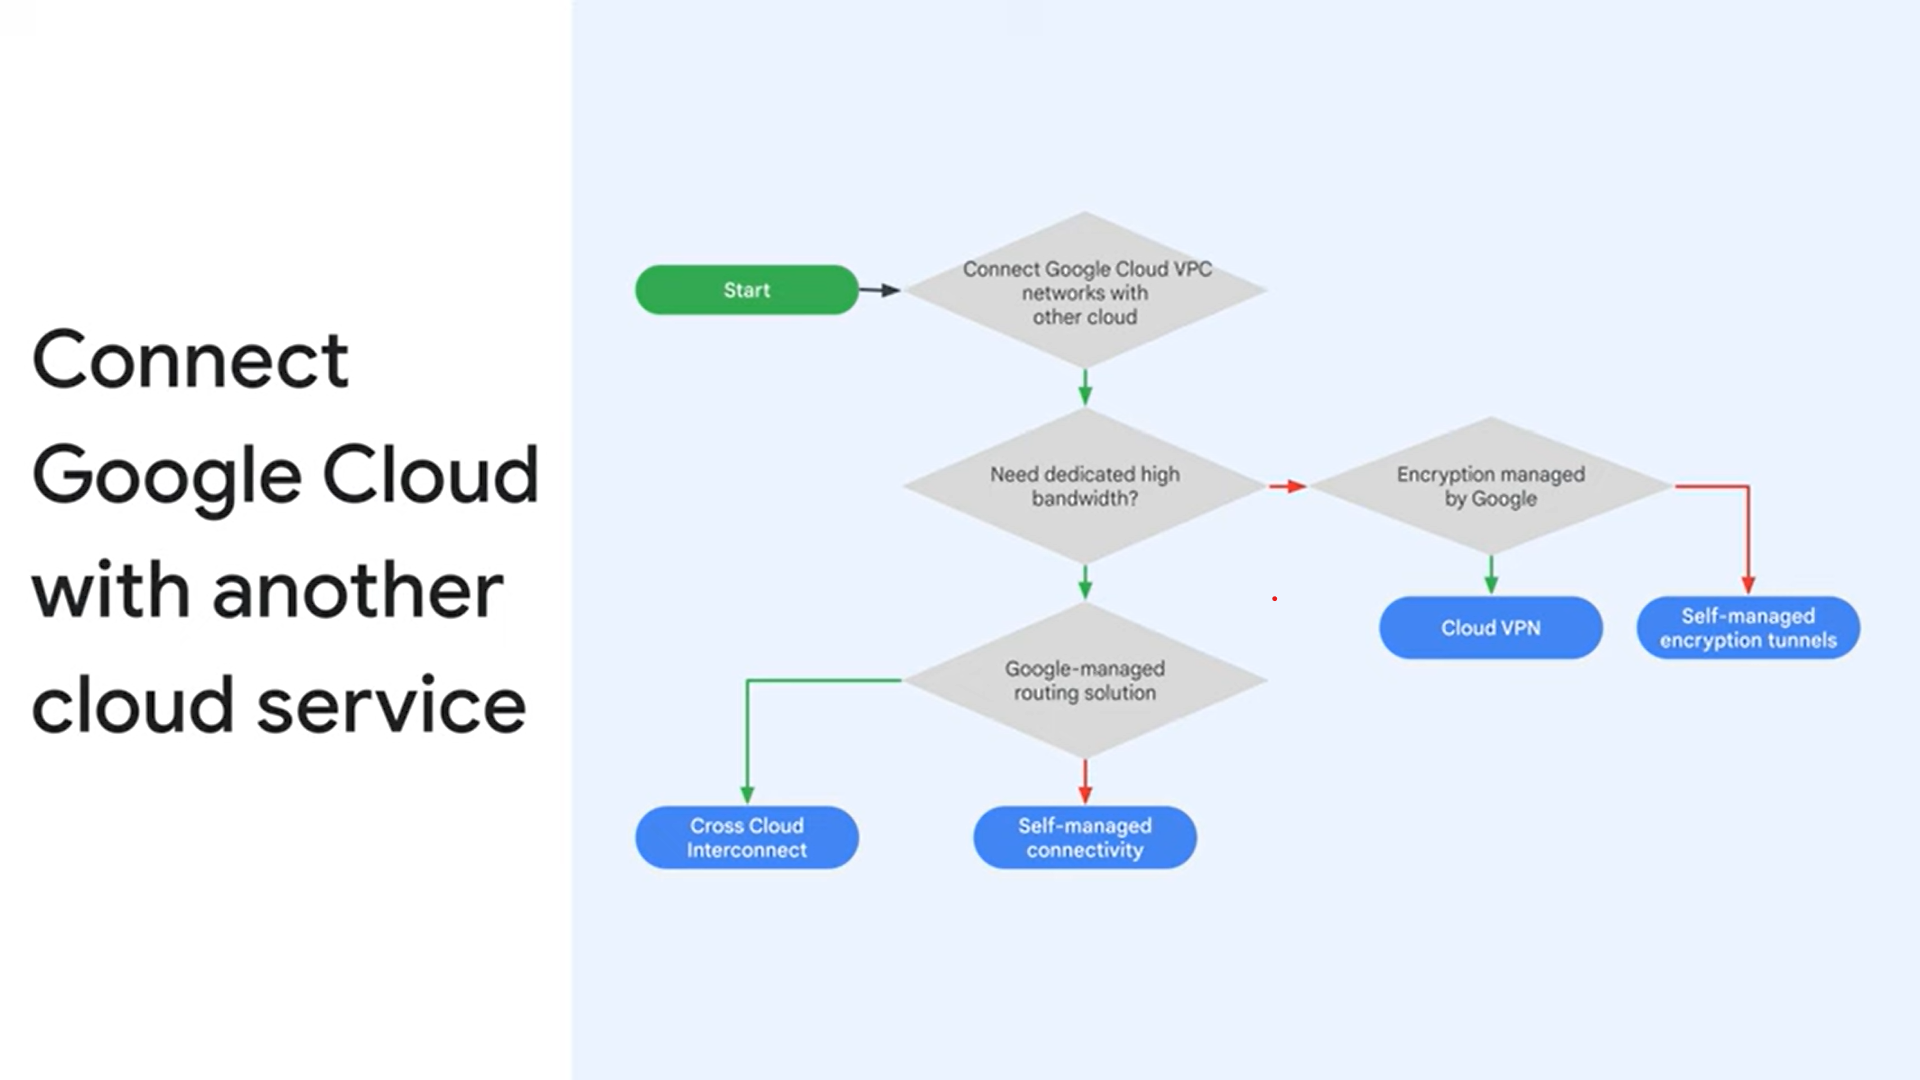 Connect
Google Cloud
with another
cloud service
Start
Connect Google Cloud VPC
networks with
other cloud
Need dedicated high
bandwidth?
Encryption managed
by Google
Cloud VPN
Self-managed
encryption tunnels
Google-managed
routing solution
Cross Cloud
Interconnect
Self-managed
connectivity